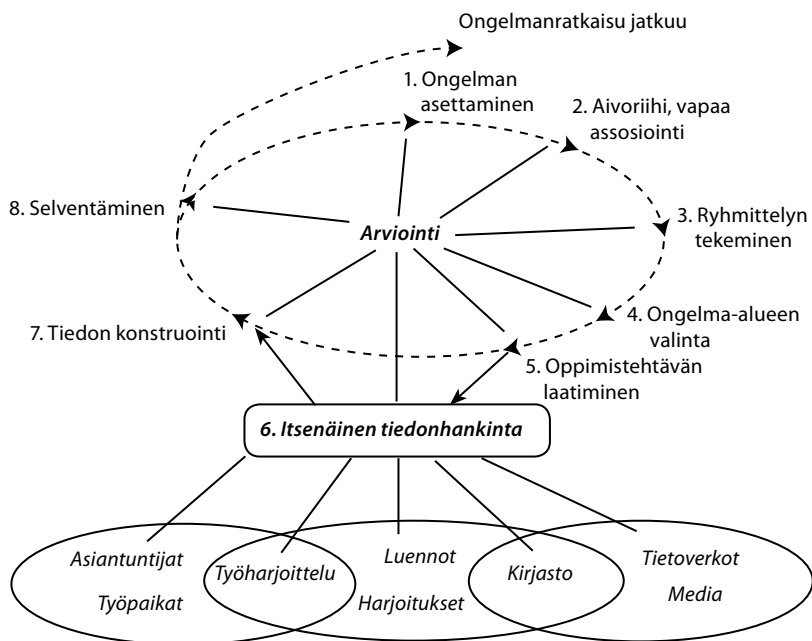 Ongelmanratkaisu jatkuu
1. Ongelman
asettaminen
2. Aivoriihi, vapaa
assosiointi
3. Ryhmittelyn
tekeminen
4. Ongelma-alueen
valinta
5. Oppimistehtävän
laatiminen
8. Selventäminen
Arviointi
7. Tiedon konstruointi
6. Itsenäinen tiedonhankinta
Asiantuntijat
Työpaikat
Työharjoittelu
Luennot
Harjoitukset
Kirjasto
Tietoverkot
Media